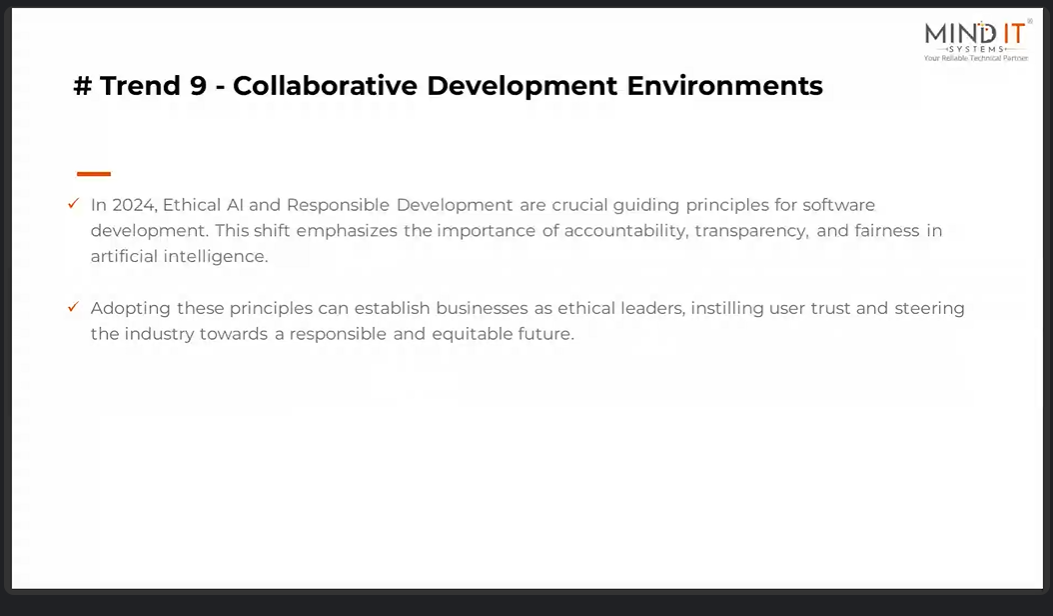 MIND IT
SYSTEMS
Your Reliable Technical Partner
# Trend 9 - Collaborative Development Environments
✓ In 2024, Ethical AI and Responsible Development are crucial guiding principles for software
development. This shift emphasizes the importance of accountability, transparency, and fairness in
artificial intelligence.
✓ Adopting these principles can establish businesses as ethical leaders, instilling user trust and steering
the industry towards a responsible and equitable future.